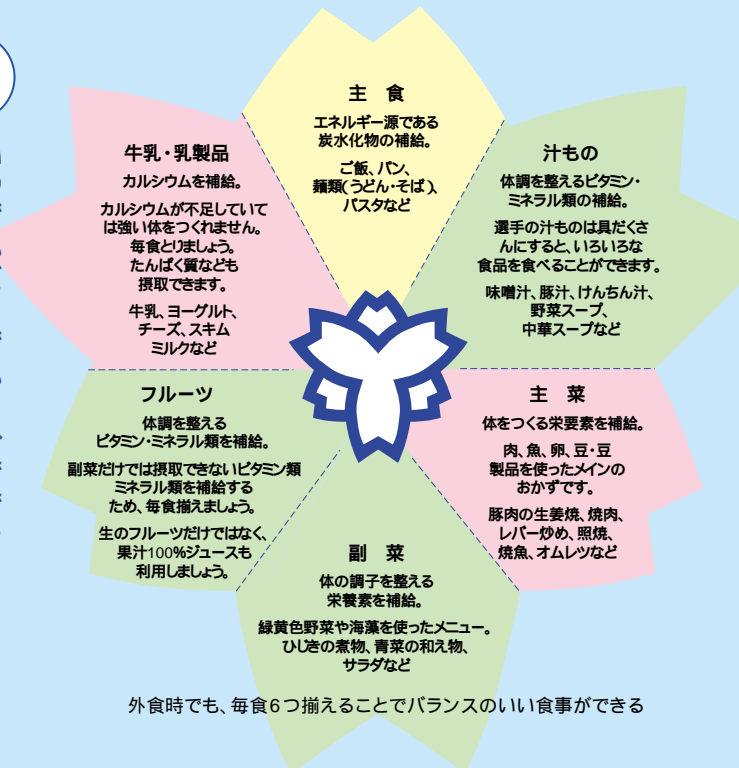 主 食
エネルギー源である
炭水化物の補給。
ご飯、パン、
麺類(うどん・そば)、
パスタなど
汁もの
体調を整えるビタミン・
ミネラル類の補給。
選手の汁ものは具だくさ
んにすると、いろいろな
食品を食べることができます。
味噌汁、豚汁、けんちん汁、
野菜スープ、
中華スープなど
主 菜
体をつくる栄要素を補給。
肉、魚、卵、豆・豆
製品を使ったメインの
おかずです。
豚肉の生姜焼、焼肉、
レバー炒め、照焼、
焼魚、オムレツなど
副 菜
体の調子を整える
栄養素を補給。
緑黄色野菜や海藻を使ったメニュー。
ひじきの煮物、青菜の和え物、
サラダなど
フルーツ
体調を整える
ビタミン・ミネラル類を補給。
副菜だけでは摂取できないビタミン類
ミネラル類を補給する
ため、毎食揃えましょう。
生のフルーツだけではなく、
果汁100%ジュースも
利用しましょう。
牛乳・乳製品
カルシウムを補給。
カルシウムが不足していて
は強い体をつくれません。
毎食とりましょう。
たんぱく質なども
摂取できます。
牛乳、ヨーグルト、
チーズ、スキム
ミルクなど
外食時でも、毎食6つ揃えることでバランスのいい食事ができる